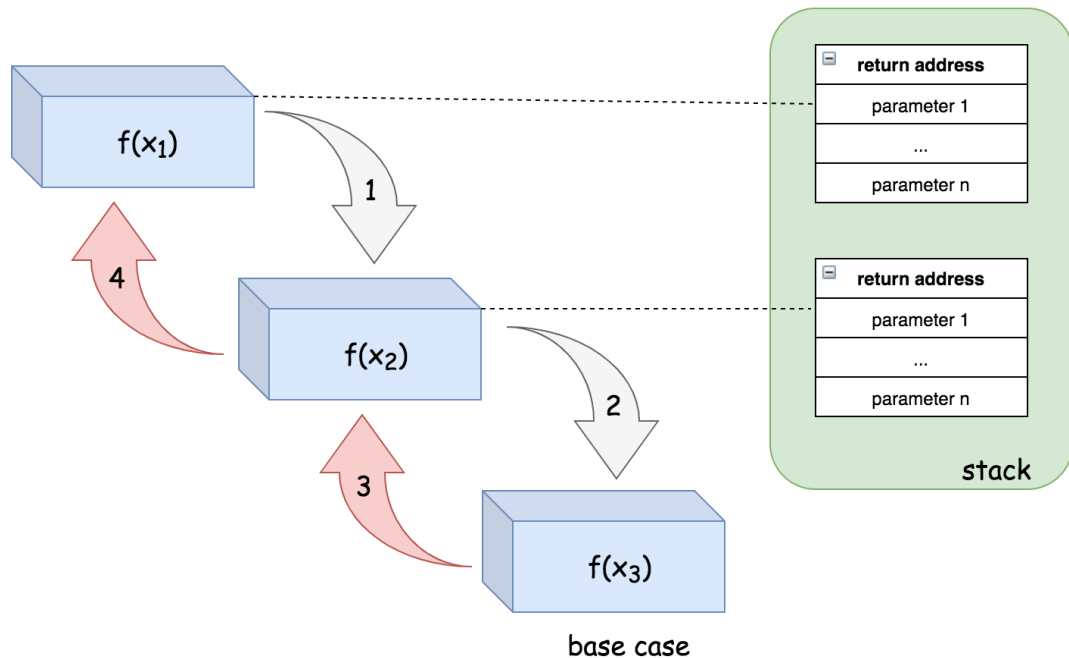 return address
parameter 1
...
parameter n
f(x₁)
1
4
return address
parameter 1
...
parameter n
f(x₂)
2
stack
3
f(x₃)
base case